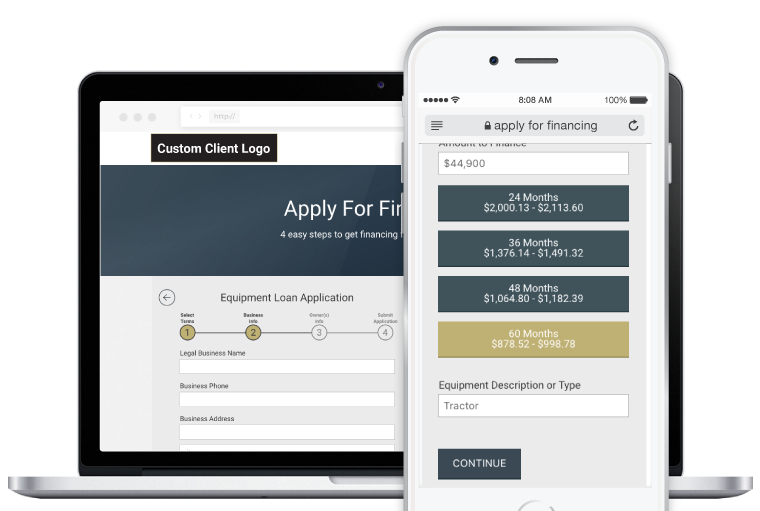 http://
Custom Client Logo
Apply For Fi
4 easy steps to get financing
Equipment Loan Application
Select Terms
Business Info
Owner(s) Info
Submit Application
1
2
3
4
Legal Business Name
Business Phone
Business Address
8:08 AM
100%
apply for financing
Amount to Finance
$44,900
24 Months
$2,000.13 - $2,113.60
36 Months
$1,376.14 - $1,491.32
48 Months
$1,064.80 - $1,182.39
60 Months
$878.52 - $998.78
Equipment Description or Type
Tractor
CONTINUE